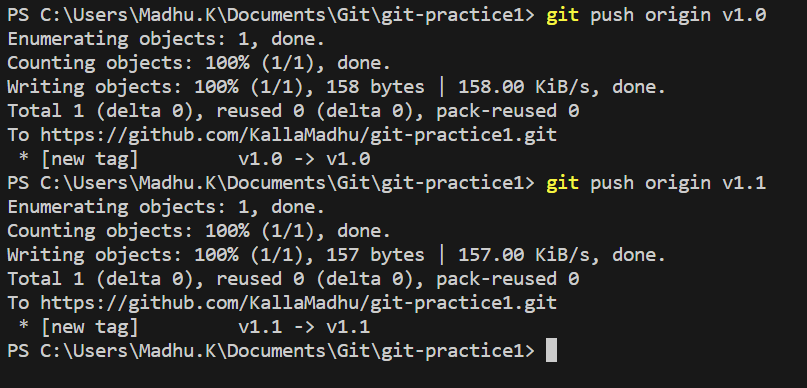 PS C:\Users\Madhu.K\Documents\Git\git-practice1> git push origin v1.0
Enumerating objects: 1, done.
Counting objects: 100% (1/1), done.
Writing objects: 100% (1/1), 158 bytes | 158.00 KiB/s, done.
Total 1 (delta 0), reused 0 (delta 0), pack-reused 0
To https://github.com/KallaMadhu/git-practice1.git
 * [new tag]         v1.0 -> v1.0
PS C:\Users\Madhu.K\Documents\Git\git-practice1> git push origin v1.1
Enumerating objects: 1, done.
Counting objects: 100% (1/1), done.
Writing objects: 100% (1/1), 157 bytes | 157.00 KiB/s, done.
Total 1 (delta 0), reused 0 (delta 0), pack-reused 0
To https://github.com/KallaMadhu/git-practice1.git
 * [new tag]         v1.1 -> v1.1
PS C:\Users\Madhu.K\Documents\Git\git-practice1>